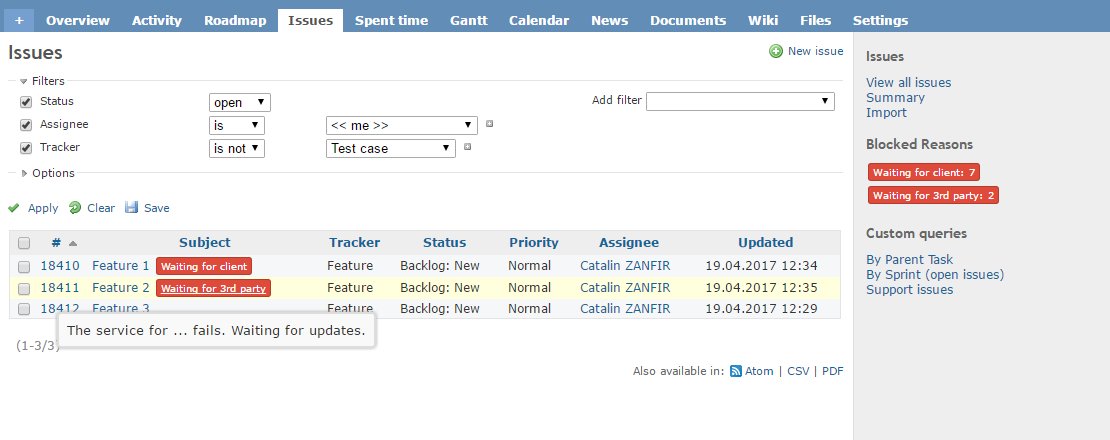 + Overview Activity Roadmap Issues Spent time Gantt Calendar News Documents Wiki Files Settings
Issues
New issue
Filters
Status open Add filter
Assignee is << me >>
Tracker is not Test case
Options
Apply Clear Save
# Subject Tracker Status Priority Assignee Updated
18410 Feature 1 Waiting for client Feature Backlog: New Normal Catalin ZANFIR 19.04.2017 12:34
18411 Feature 2 Waiting for 3rd party Feature Backlog: New Normal Catalin ZANFIR 19.04.2017 12:35
18412 Feature 3 Feature Backlog: New Normal Catalin ZANFIR 19.04.2017 12:29
The service for ... fails. Waiting for updates.
(1-3/3)
Also available in: Atom | CSV | PDF
Issues
View all issues
Summary
Import
Blocked Reasons
Waiting for client: 7
Waiting for 3rd party: 2
Custom queries
By Parent Task
By Sprint (open issues)
Support issues